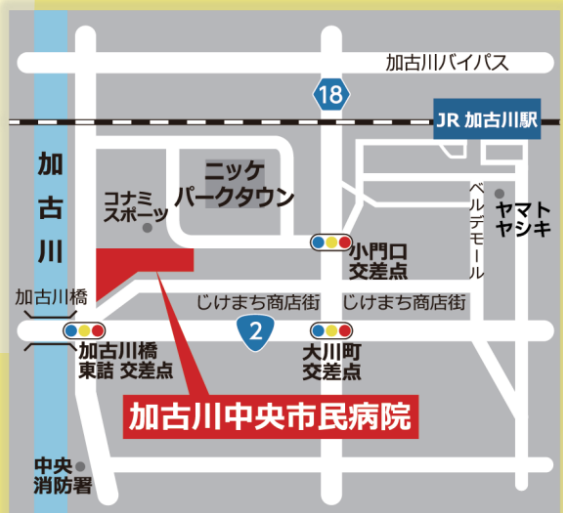 加古川バイパス
18
JR 加古川駅
加古川
ニッケ
パークタウン
コナミ
スポーツ
ベルデモール
ヤマト
ヤシキ
小門口
交差点
加古川橋
じけまち商店街
じけまち商店街
2
加古川橋
東詰 交差点
大川町
交差点
加古川中央市民病院
中央
消防署